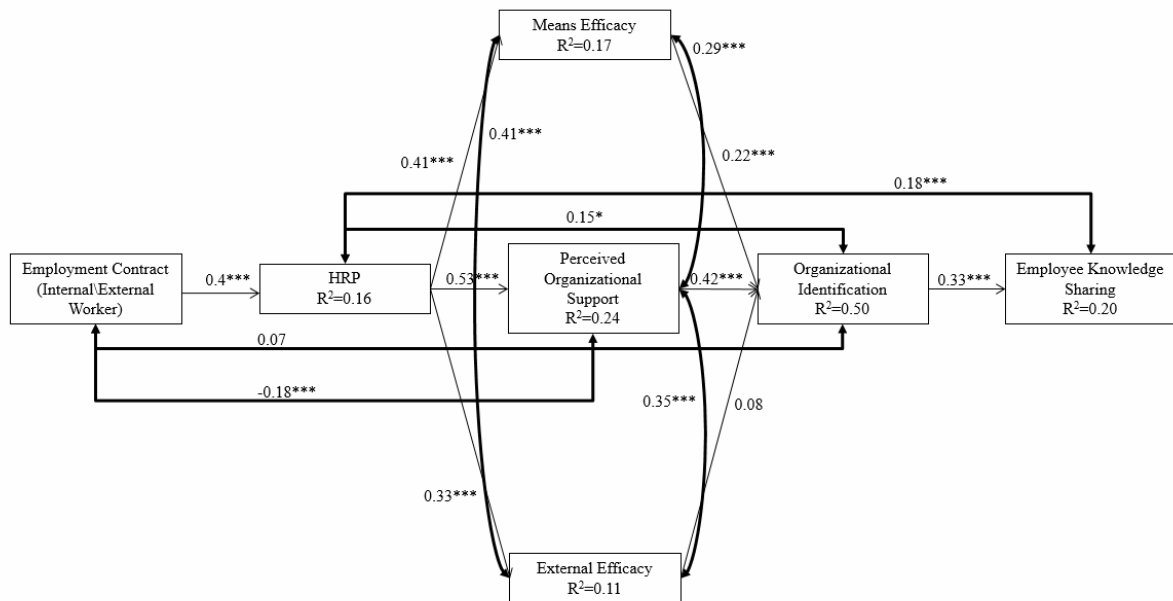 Means Efficacy
R²=0.17
0.29***
0.41***
0.41***
0.22***
0.18***
0.15*
Employment Contract
(Internal\External
Worker)
0.4***
HRP
R²=0.16
0.53***
Perceived
Organizational
Support
R²=0.24
0.42***
Organizational
Identification
R²=0.50
0.33***
Employee Knowledge
Sharing
R²=0.20
0.07
-0.18***
0.35***
0.08
0.33***
External Efficacy
R²=0.11